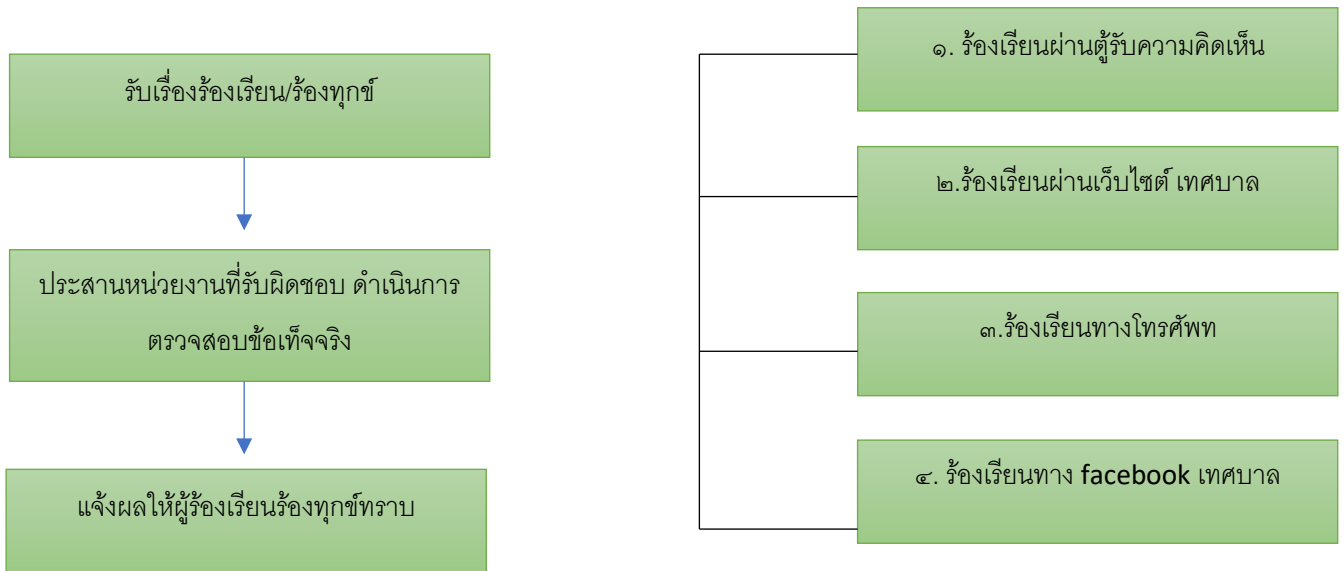 รับเรื่องร้องเรียน/ร้องทุกข์
ประสานหน่วยงานที่รับผิดชอบ ดำเนินการ
ตรวจสอบข้อเท็จจริง
แจ้งผลให้ผู้ร้องเรียนร้องทุกข์ทราบ
๑. ร้องเรียนผ่านตู้รับความคิดเห็น
๒.ร้องเรียนผ่านเว็บไซต์ เทศบาล
๓.ร้องเรียนทางโทรศัพท
๔. ร้องเรียนทาง facebook เทศบาล